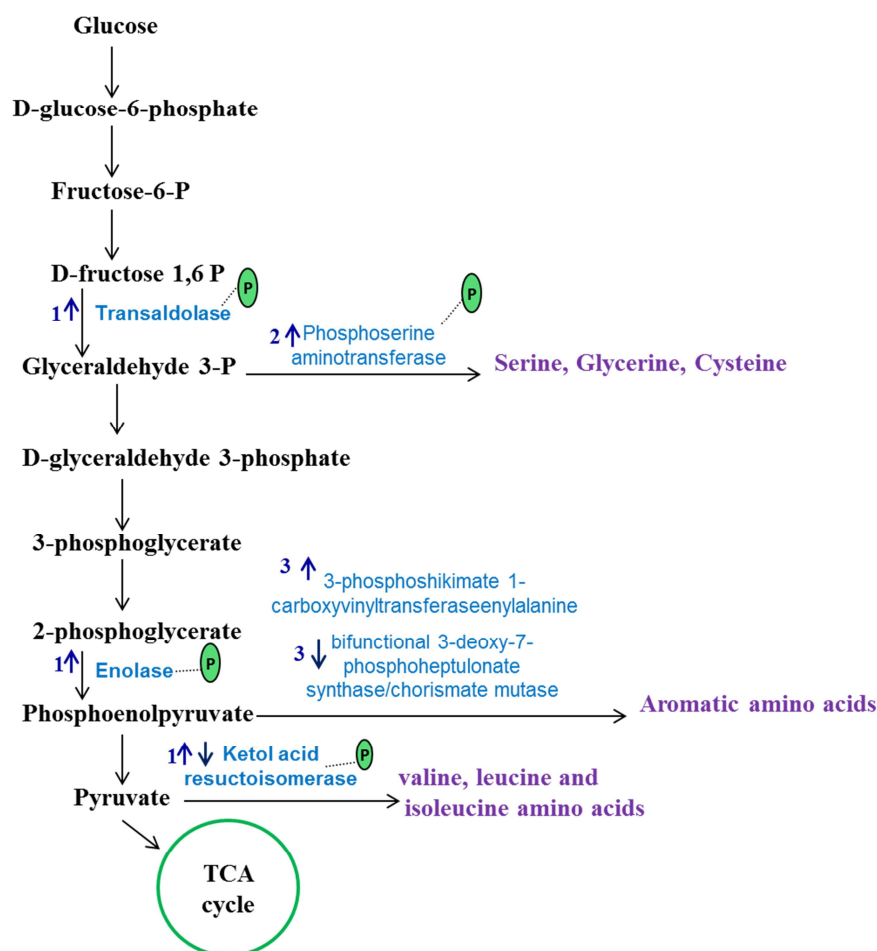 Glucose
D-glucose-6-phosphate
Fructose-6-P
D-fructose 1,6 P
P
1 Transaldolase
P
2 Phosphoserine
aminotransferase
Glyceraldehyde 3-P
Serine, Glycerine, Cysteine
D-glyceraldehyde 3-phosphate
3-phosphoglycerate
3 3-phosphoshikimate 1-
carboxyvinyltransferaseenylalanine
2-phosphoglycerate
1 Enolase
P
3 bifunctional 3-deoxy-7-
phosphoheptulonate
synthase/chorismate mutase
Phosphoenolpyruvate
Aromatic amino acids
1 Ketol acid
resuctoisomerase
P
Pyruvate
valine, leucine and
isoleucine amino acids
TCA
cycle